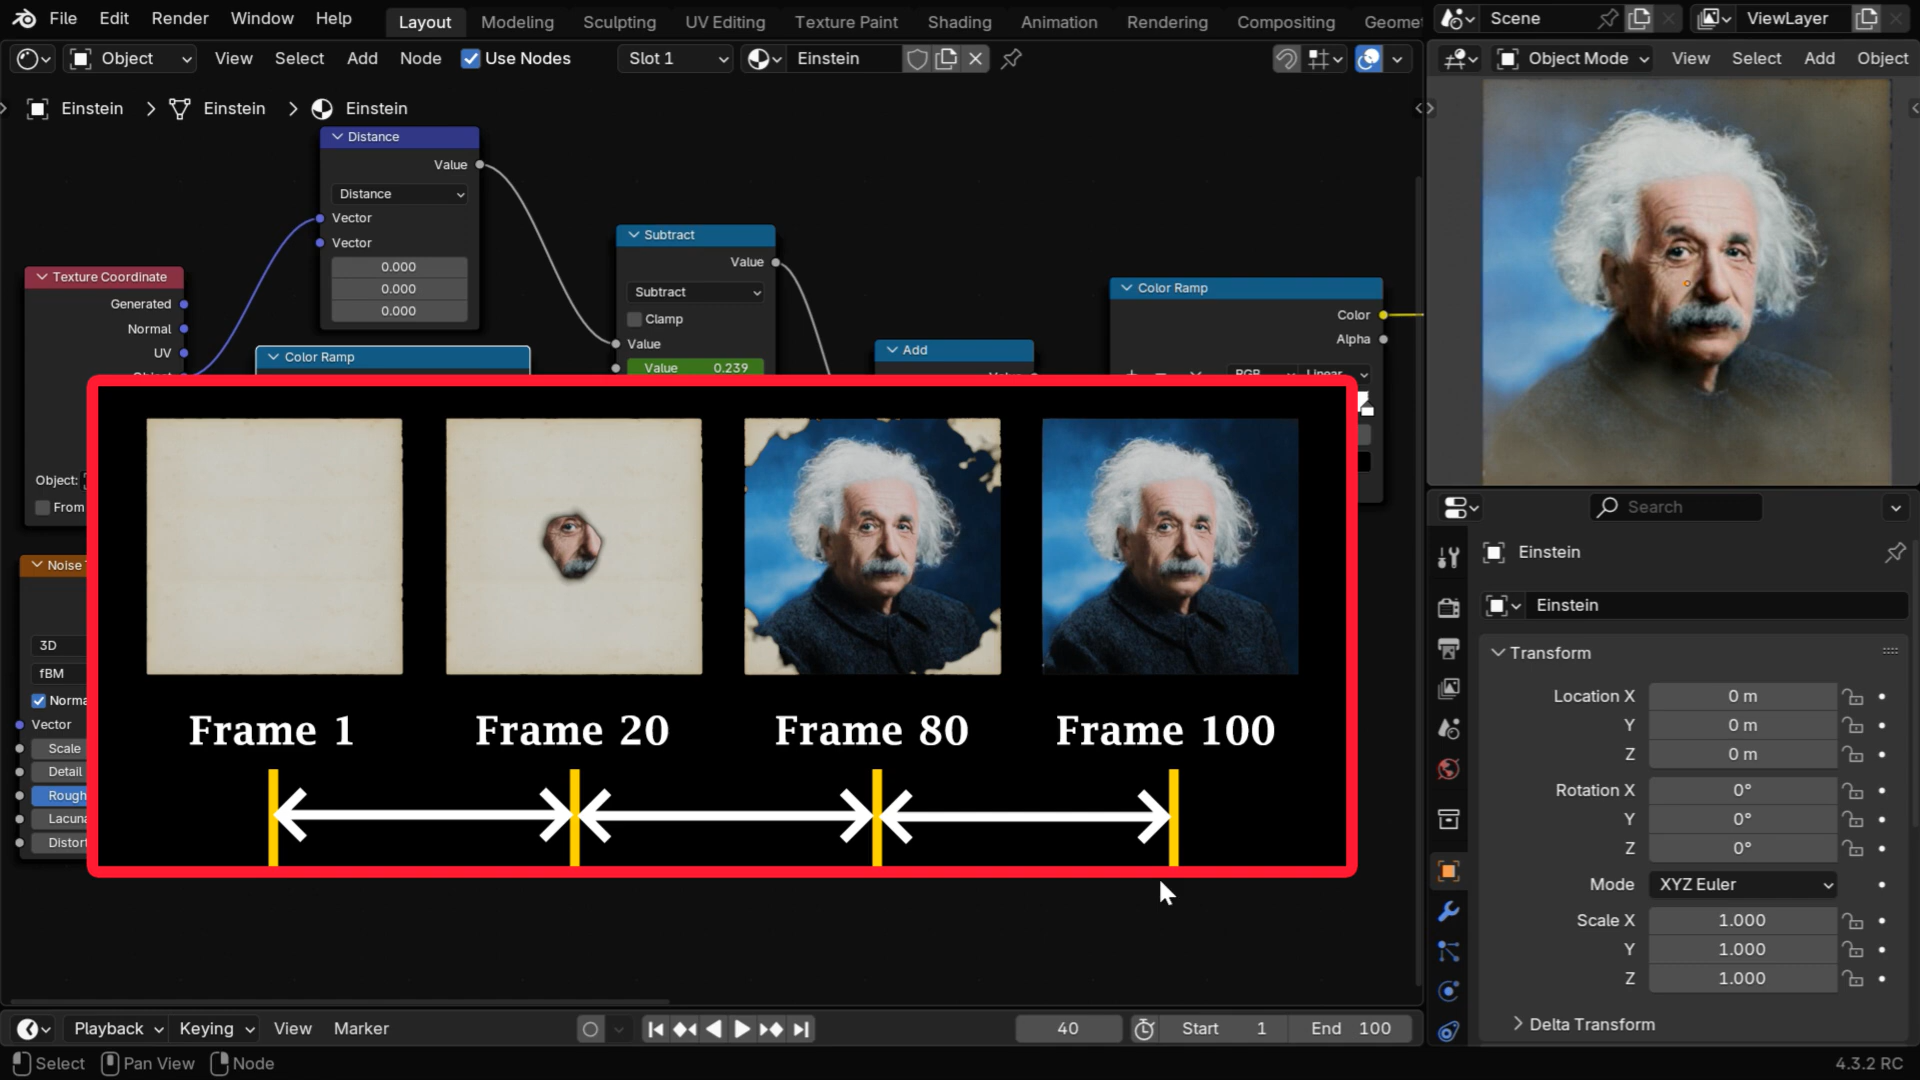 File Edit Render Window Help Layout Modeling Sculpting UV Editing Texture Paint Shading Animation Rendering Compositing Geomet Scene ViewLayer
Object View Select Add Node Use Nodes Slot 1 Einstein Object Mode View Select Add Object
Einstein Einstein Einstein
Distance
Value
Distance
Vector
Vector
0.000
0.000
0.000
Texture Coordinate
Generated
Normal
UV
Object:
From
Color Ramp
Subtract
Value
Subtract
Clamp
Value
Value 0.239
Add
Color Ramp
Color
Alpha
RGB Linear
Noise
3D
fBM
Norma
Vector
Scale
Detail
Rough
Lacuna
Distor
Frame 1 Frame 20 Frame 80 Frame 100
Search
Einstein
Einstein
Transform
Location X 0 m
Y 0 m
Z 0 m
Rotation X 0°
Y 0°
Z 0°
Mode XYZ Euler
Scale X 1.000
Y 1.000
Z 1.000
Delta Transform
Playback Keying View Marker 40 Start 1 End 100
Select Pan View Node 4.3.2 RC